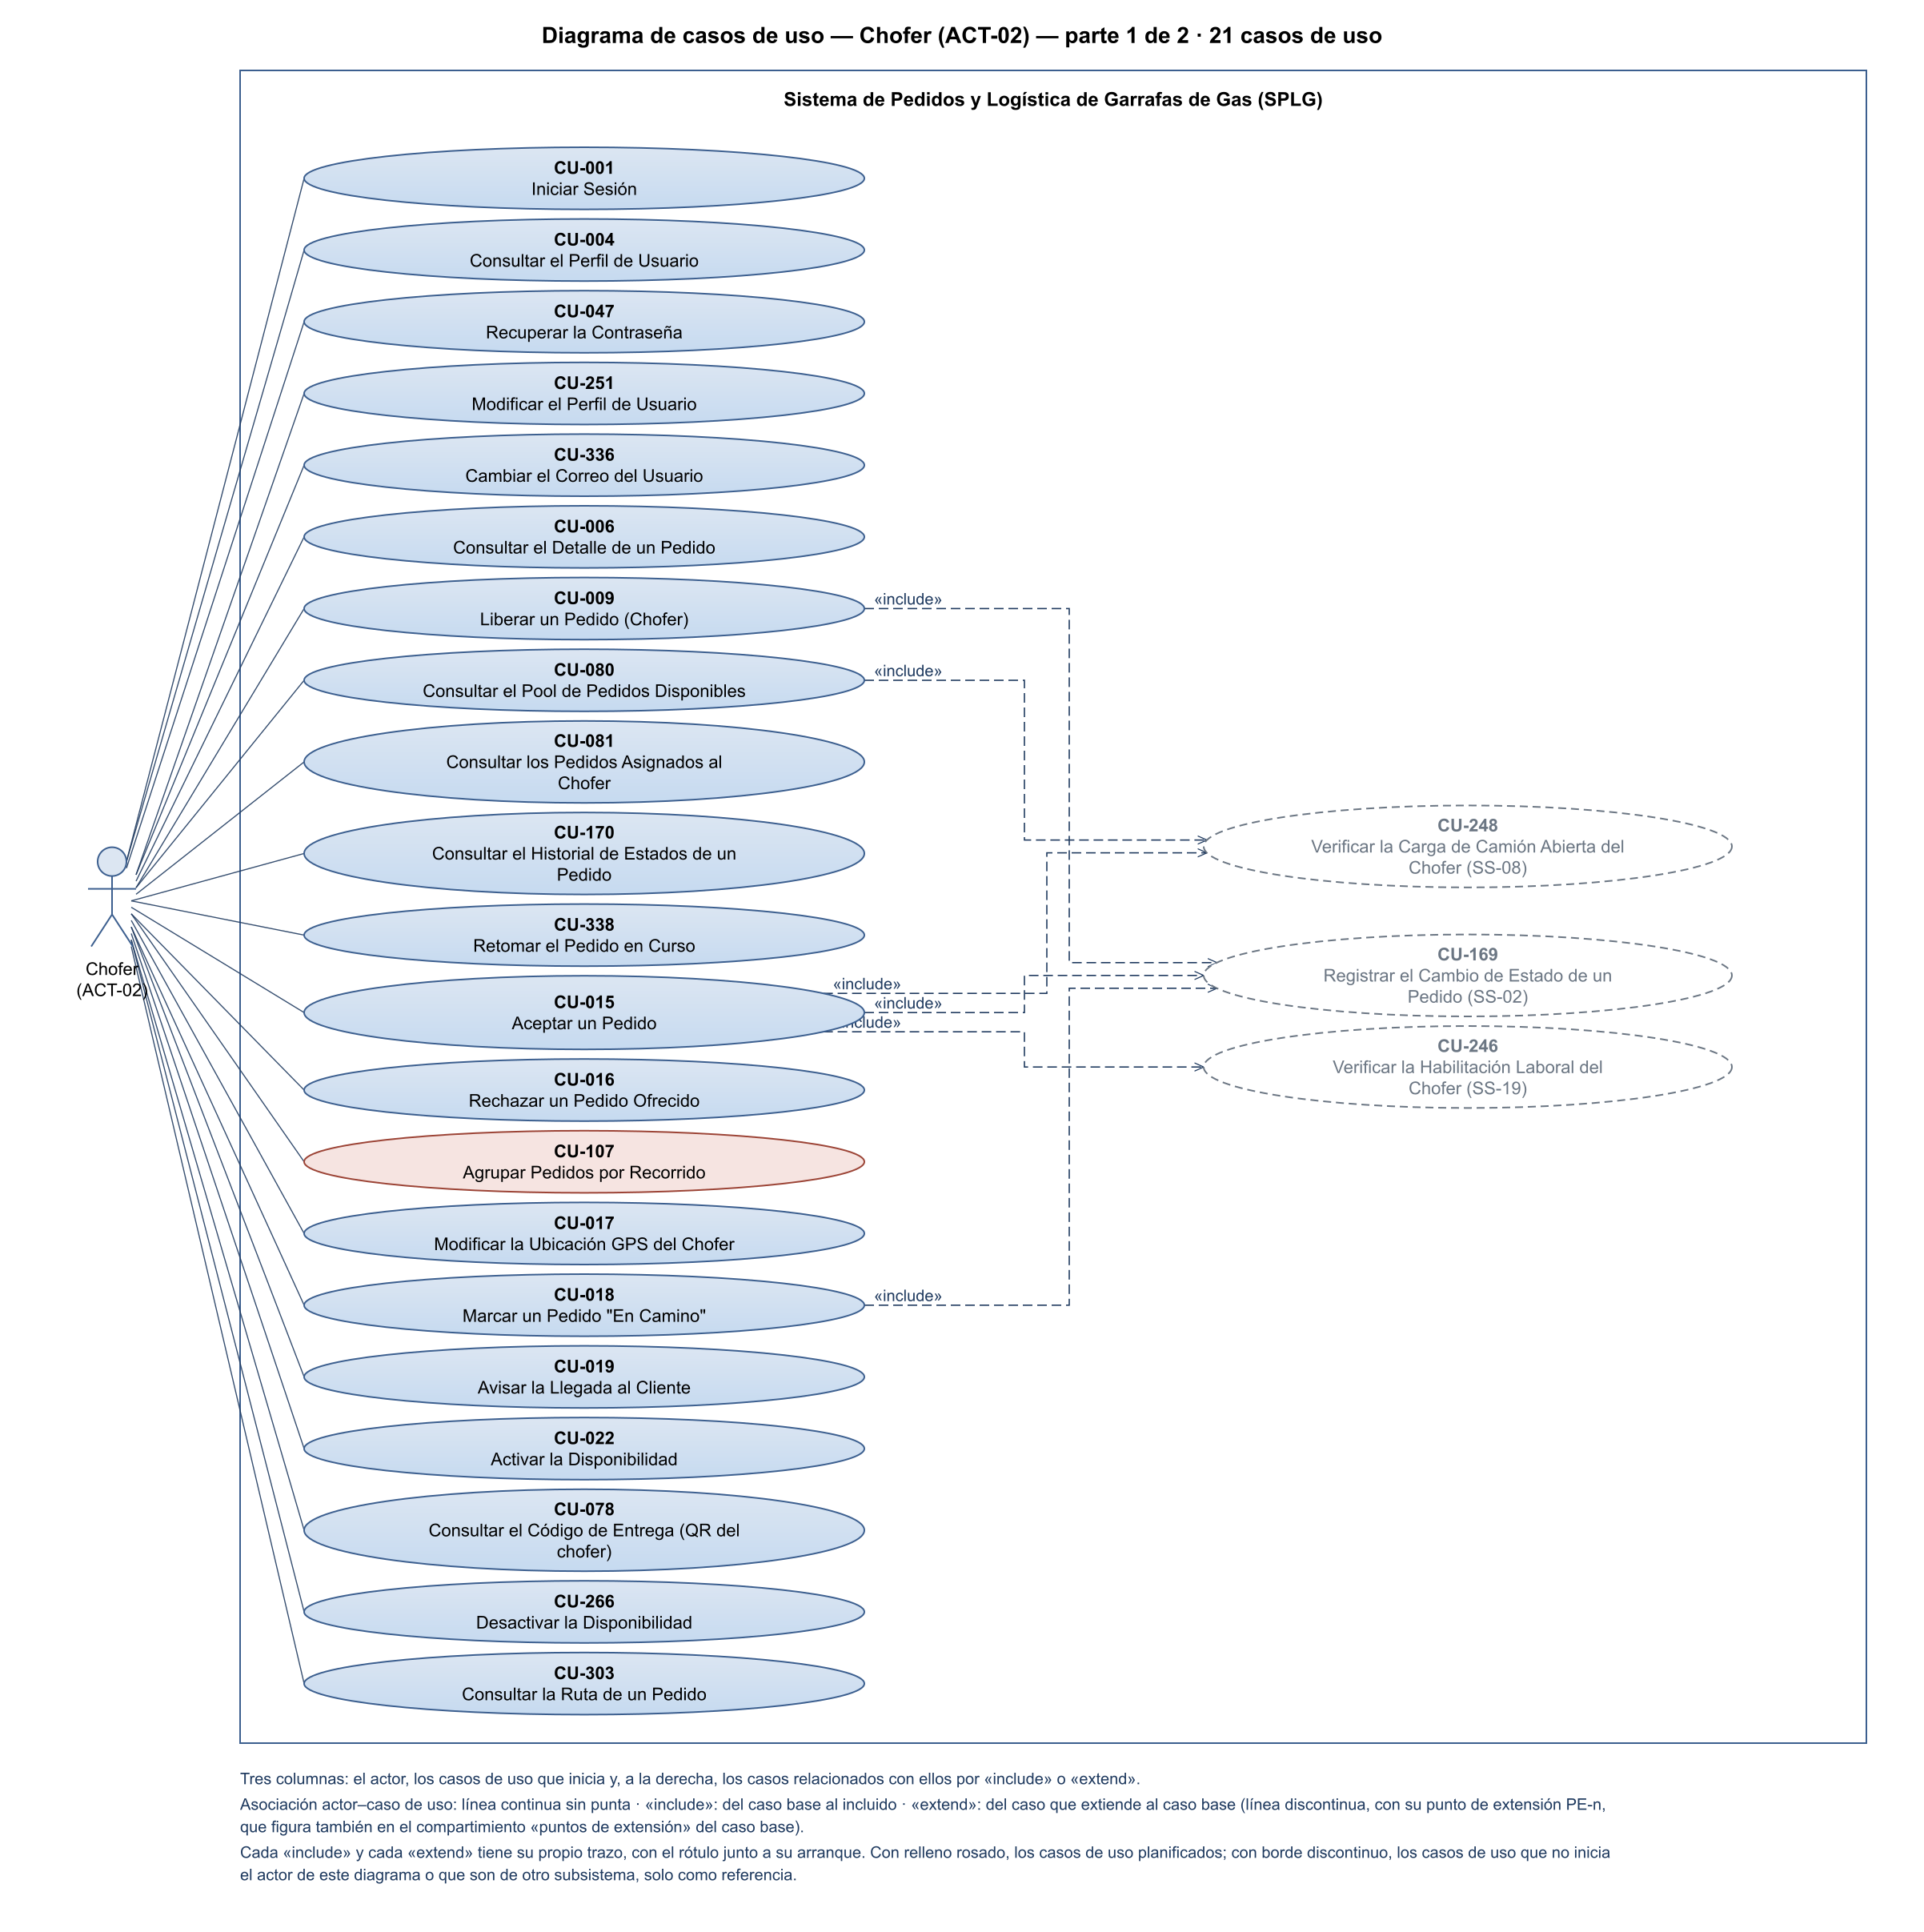 Diagrama de casos de uso — Chofer (ACT-02) — parte 1 de 2 · 21 casos de uso
Sistema de Pedidos y Logística de Garrafas de Gas (SPLG)
CU-001
Iniciar Sesión
CU-004
Consultar el Perfil de Usuario
CU-047
Recuperar la Contraseña
CU-251
Modificar el Perfil de Usuario
CU-336
Cambiar el Correo del Usuario
CU-006
Consultar el Detalle de un Pedido
CU-009
Liberar un Pedido (Chofer)
«include»
CU-080
Consultar el Pool de Pedidos Disponibles
«include»
CU-081
Consultar los Pedidos Asignados al
Chofer
CU-248
Verificar la Carga de Camión Abierta del
Chofer (SS-08)
CU-170
Consultar el Historial de Estados de un
Pedido
CU-338
Retomar el Pedido en Curso
Chofer
(ACT-02)
CU-169
Registrar el Cambio de Estado de un
Pedido (SS-02)
CU-015
Aceptar un Pedido
«include»
«include»
include»
CU-246
Verificar la Habilitación Laboral del
Chofer (SS-19)
CU-016
Rechazar un Pedido Ofrecido
CU-107
Agrupar Pedidos por Recorrido
CU-017
Modificar la Ubicación GPS del Chofer
CU-018
Marcar un Pedido "En Camino"
«include»
CU-019
Avisar la Llegada al Cliente
CU-022
Activar la Disponibilidad
CU-078
Consultar el Código de Entrega (QR del
chofer)
CU-266
Desactivar la Disponibilidad
CU-303
Consultar la Ruta de un Pedido
Tres columnas: el actor, los casos de uso que inicia y, a la derecha, los casos relacionados con ellos por «include» o «extend».
Asociación actor–caso de uso: línea continua sin punta · «include»: del caso base al incluido · «extend»: del caso que extiende al caso base (línea discontinua, con su punto de extensión PE-n,
que figura también en el compartimiento «puntos de extensión» del caso base).
Cada «include» y cada «extend» tiene su propio trazo, con el rótulo junto a su arranque. Con relleno rosado, los casos de uso planificados; con borde discontinuo, los casos de uso que no inicia
el actor de este diagrama o que son de otro subsistema, solo como referencia.